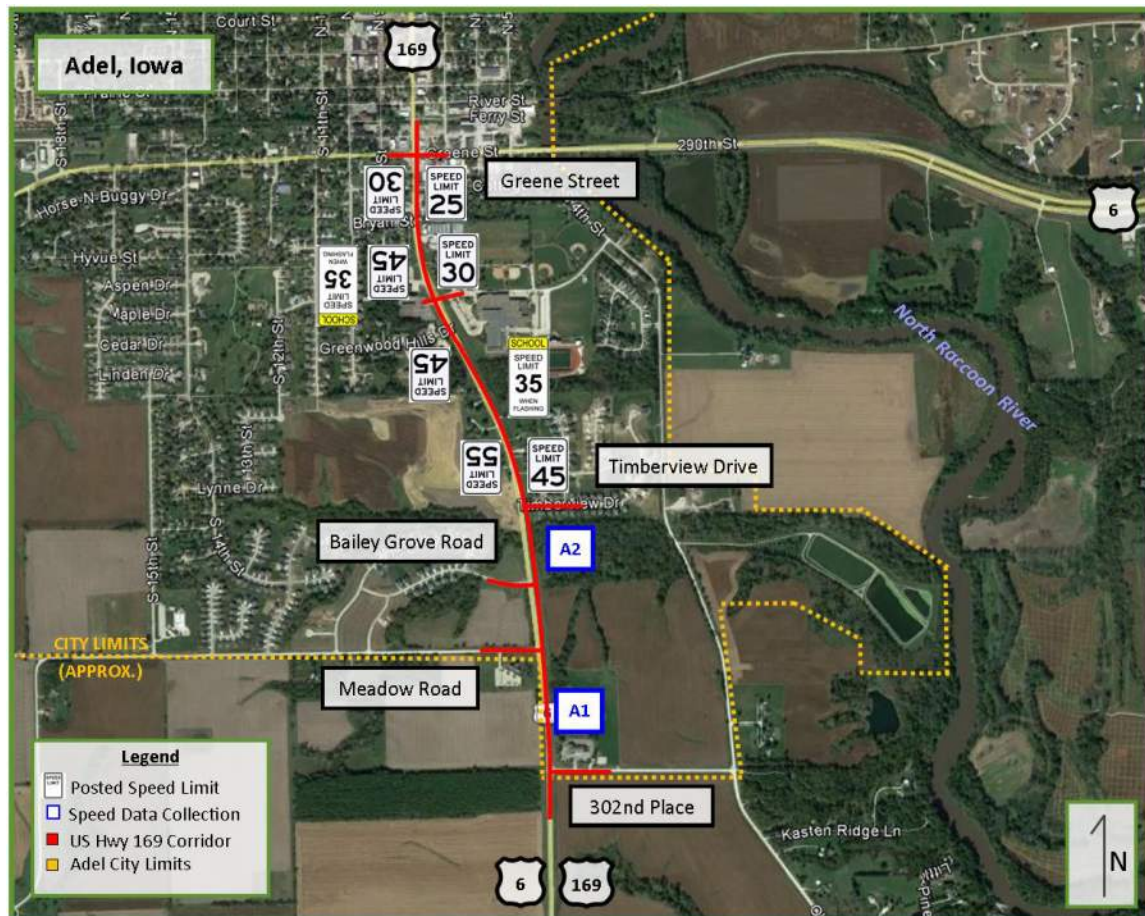 Adel, Iowa
Court St
169
River St
Ferry St
S 18th St
S 11th St
Greene St
290th St
Greene Street
Horse-N-Buggy Dr
SPEED
LIMIT
30
SPEED
LIMIT
25
6
Bryan St
Hyvue St
Aspen Dr
Maple Dr
Cedar Dr
Linden Dr
S 12th St
SCHOOL
SPEED
LIMIT
35
WHEN
FLASHING
SPEED
LIMIT
45
SPEED
LIMIT
30
Greenwood Hills
SPEED
LIMIT
45
SCHOOL
SPEED
LIMIT
35
WHEN
FLASHING
North Raccoon River
SPEED
LIMIT
55
SPEED
LIMIT
45
Timberview Drive
Timberview Dr
S 13th St
Lynne Dr
S 14th St
S 15th St
Bailey Grove Road
A2
CITY LIMITS
(APPROX.)
Meadow Road
A1
302nd Place
Kasten Ridge Ln
6
169
Legend
SPEED
LIMIT
Posted Speed Limit
Speed Data Collection
US Hwy 169 Corridor
Adel City Limits
N